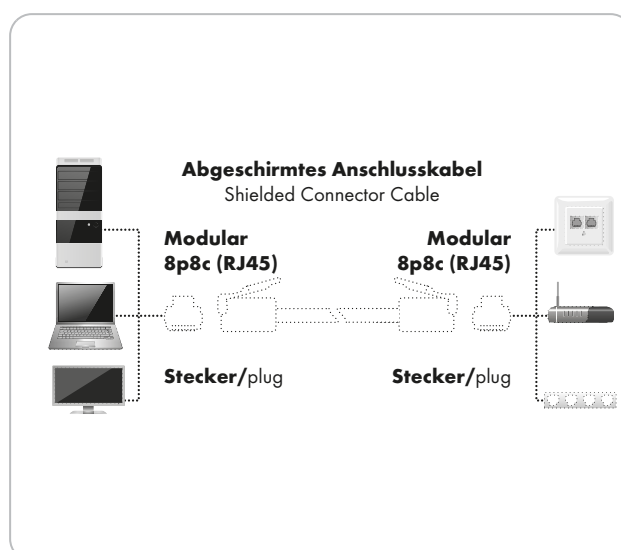 Abgeschirmtes Anschlusskabel
Shielded Connector Cable
Modular
8p8c (RJ45)
Modular
8p8c (RJ45)
Stecker/plug
Stecker/plug